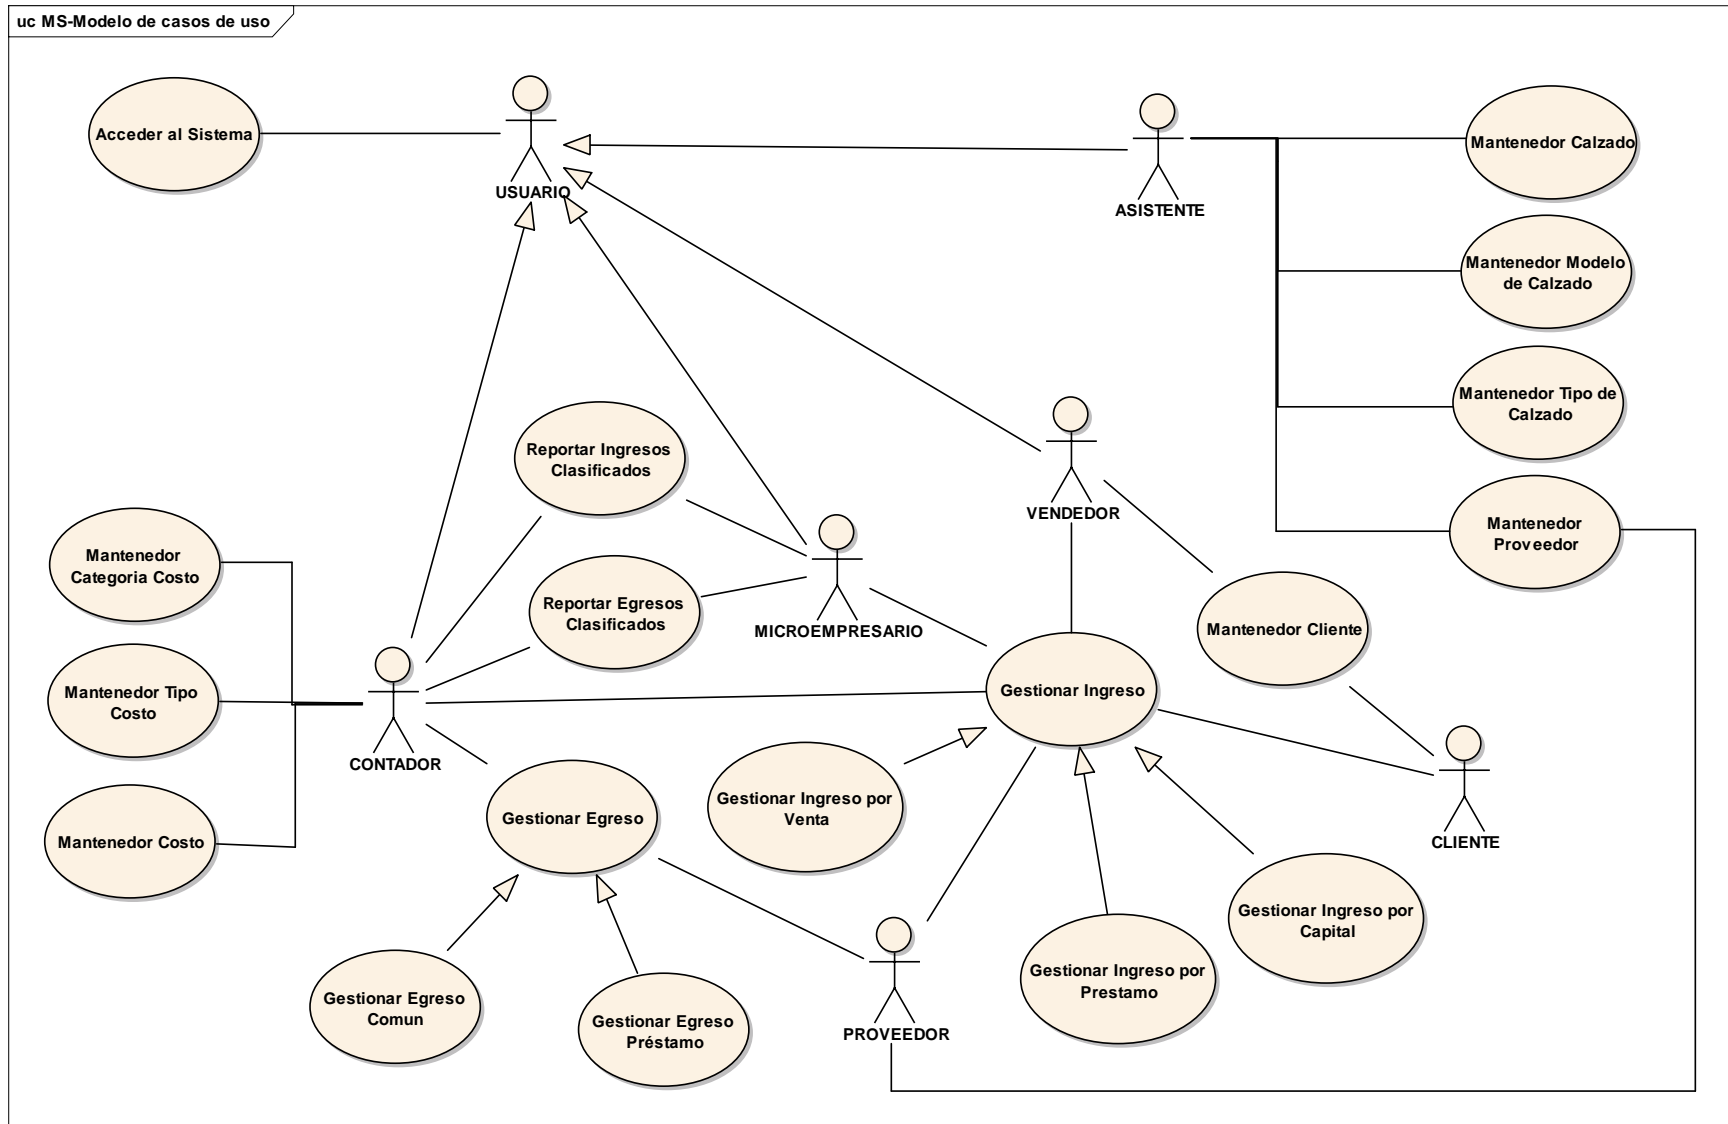 uc MS-Modelo de casos de uso
Acceder al Sistema
USUARIO
ASISTENTE
Mantenedor Calzado
Mantenedor Modelo
de Calzado
Mantenedor Tipo de
Calzado
Mantenedor
Proveedor
Reportar Ingresos
Clasificados
VENDEDOR
Mantenedor
Categoria Costo
Reportar Egresos
Clasificados
MICROEMPRESARIO
Mantenedor Cliente
Mantenedor Tipo
Costo
Gestionar Ingreso
CONTADOR
Mantenedor Costo
Gestionar Egreso
Gestionar Ingreso por
Venta
CLIENTE
Gestionar Ingreso por
Capital
Gestionar Egreso
Comun
Gestionar Egreso
Préstamo
PROVEEDOR
Gestionar Ingreso por
Prestamo